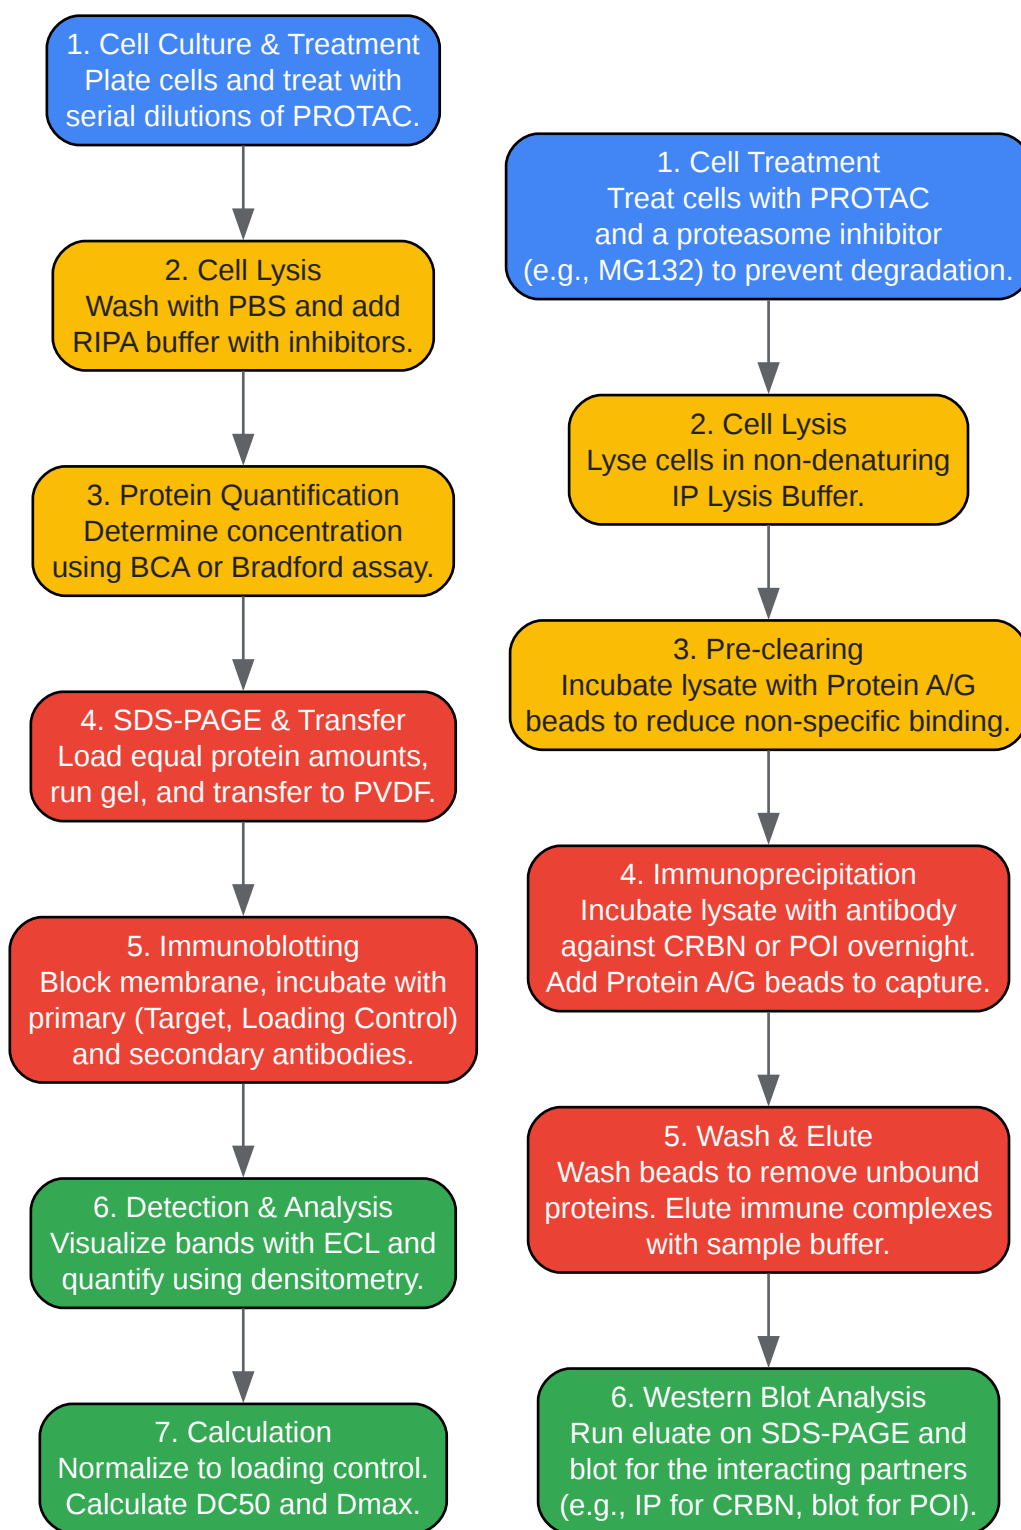 1. Cell Culture & Treatment
Plate cells and treat with
serial dilutions of PROTAC.
2. Cell Lysis
Wash with PBS and add
RIPA buffer with inhibitors.
3. Protein Quantification
Determine concentration
using BCA or Bradford assay.
4. SDS-PAGE & Transfer
Load equal protein amounts,
run gel, and transfer to PVDF.
5. Immunoblotting
Block membrane, incubate with
primary (Target, Loading Control)
and secondary antibodies.
6. Detection & Analysis
Visualize bands with ECL and
quantify using densitometry.
7. Calculation
Normalize to loading control.
Calculate DC50 and Dmax.
1. Cell Treatment
Treat cells with PROTAC
and a proteasome inhibitor
(e.g., MG132) to prevent degradation.
2. Cell Lysis
Lyse cells in non-denaturing
IP Lysis Buffer.
3. Pre-clearing
Incubate lysate with Protein A/G
beads to reduce non-specific binding.
4. Immunoprecipitation
Incubate lysate with antibody
against CRBN or POI overnight.
Add Protein A/G beads to capture.
5. Wash & Elute
Wash beads to remove unbound
proteins. Elute immune complexes
with sample buffer.
6. Western Blot Analysis
Run eluate on SDS-PAGE and
blot for the interacting partners
(e.g., IP for CRBN, blot for POI).